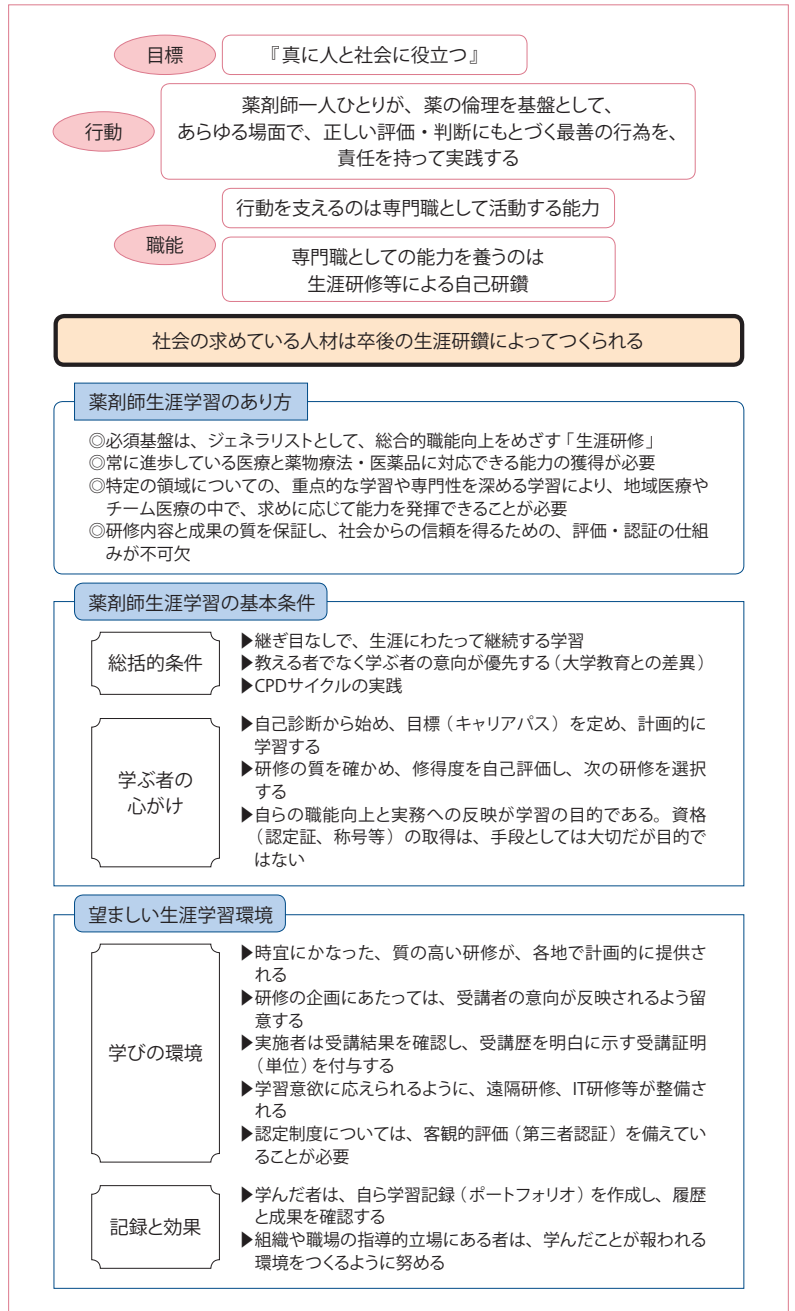 目標
『真に人と社会に役立つ』
行動
薬剤師一人ひとりが、薬の倫理を基盤として、
あらゆる場面で、正しい評価・判断にもとづく最善の行為を、
責任を持って実践する
職能
行動を支えるのは専門職として活動する能力
専門職としての能力を養うのは
生涯研修等による自己研鑽
社会の求めている人材は卒後の生涯研鑽によってつくられる
薬剤師生涯学習のあり方
◎必須基盤は、ジェネラリストとして、総合的職能向上をめざす「生涯研修」
◎常に進歩している医療と薬物療法・医薬品に対応できる能力の獲得が必要
◎特定の領域についての、重点的な学習や専門性を深める学習により、地域医療や
チーム医療の中で、求めに応じて能力を発揮できることが必要
◎研修内容と成果の質を保証し、社会からの信頼を得るための、評価・認証の仕組
みが不可欠
薬剤師生涯学習の基本条件
総括的条件
▶継ぎ目なしで、生涯にわたって継続する学習
▶教える者でなく学ぶ者の意向が優先する（大学教育との差異）
▶CPDサイクルの実践
学ぶ者の
心がけ
▶自己診断から始め、目標（キャリアパス）を定め、計画的に
学習する
▶研修の質を確かめ、修得度を自己評価し、次の研修を選択
する
▶自らの職能向上と実務への反映が学習の目的である。資格
（認定証、称号等）の取得は、手段としては大切だが目的で
はない
望ましい生涯学習環境
学びの環境
▶時宜にかなった、質の高い研修が、各地で計画的に提供さ
れる
▶研修の企画にあたっては、受講者の意向が反映されるよう留
意する
▶実施者は受講結果を確認し、受講歴を明白に示す受講証明
（単位）を付与する
▶学習意欲に応えられるように、遠隔研修、IT研修等が整備さ
れる
▶認定制度については、客観的評価（第三者認証）を備えてい
ることが必要
記録と効果
▶学んだ者は、自ら学習記録（ポートフォリオ）を作成し、履歴
と成果を確認する
▶組織や職場の指導的立場にある者は、学んだことが報われる
環境をつくるように努める